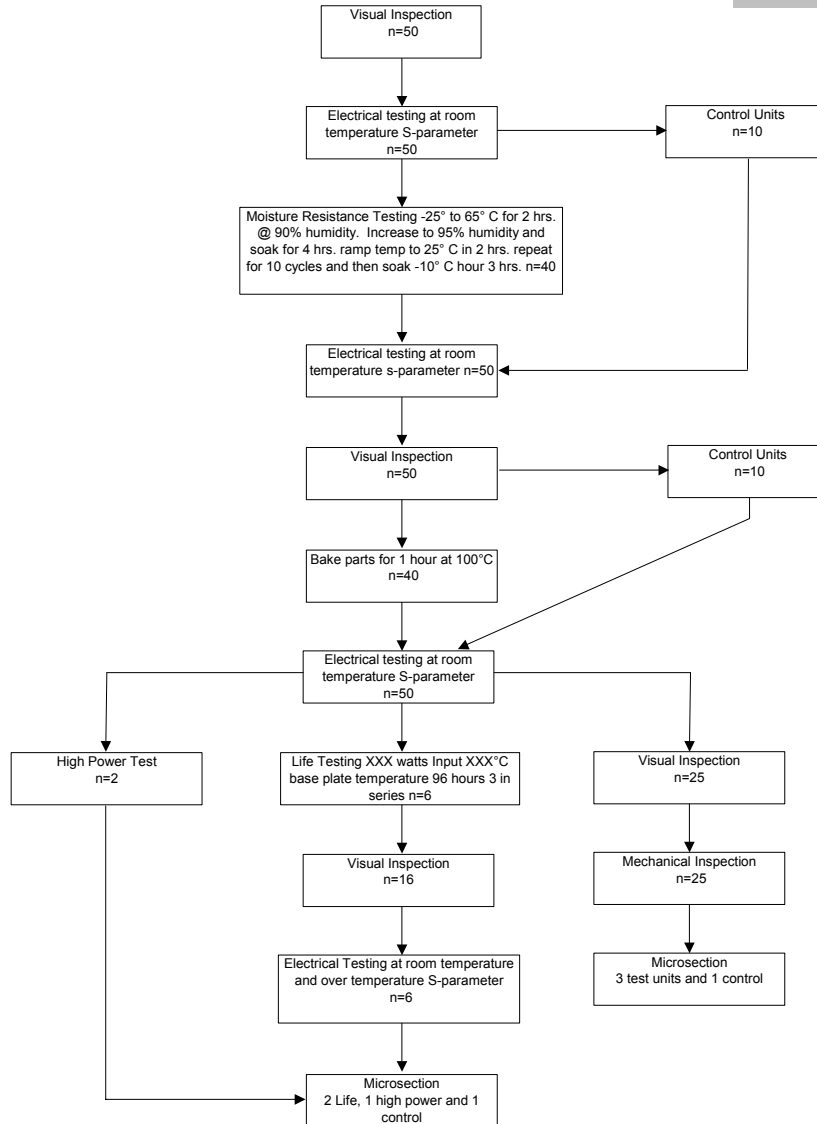 Visual Inspection
n=50
Electrical testing at room
temperature S-parameter
n=50
Control Units
n=10
Moisture Resistance Testing -25° to 65° C for 2 hrs.
@ 90% humidity.  Increase to 95% humidity and
soak for 4 hrs. ramp temp to 25° C in 2 hrs. repeat
for 10 cycles and then soak -10° C hour 3 hrs. n=40
Electrical testing at room
temperature s-parameter n=50
Visual Inspection
n=50
Control Units
n=10
Bake parts for 1 hour at 100°C
n=40
Electrical testing at room
temperature S-parameter
n=50
High Power Test
n=2
Life Testing XXX watts Input XXX°C
base plate temperature 96 hours 3 in
series n=6
Visual Inspection
n=25
Visual Inspection
n=16
Mechanical Inspection
n=25
Electrical Testing at room temperature
and over temperature S-parameter
n=6
Microsection
3 test units and 1 control
Microsection
2 Life, 1 high power and 1
control